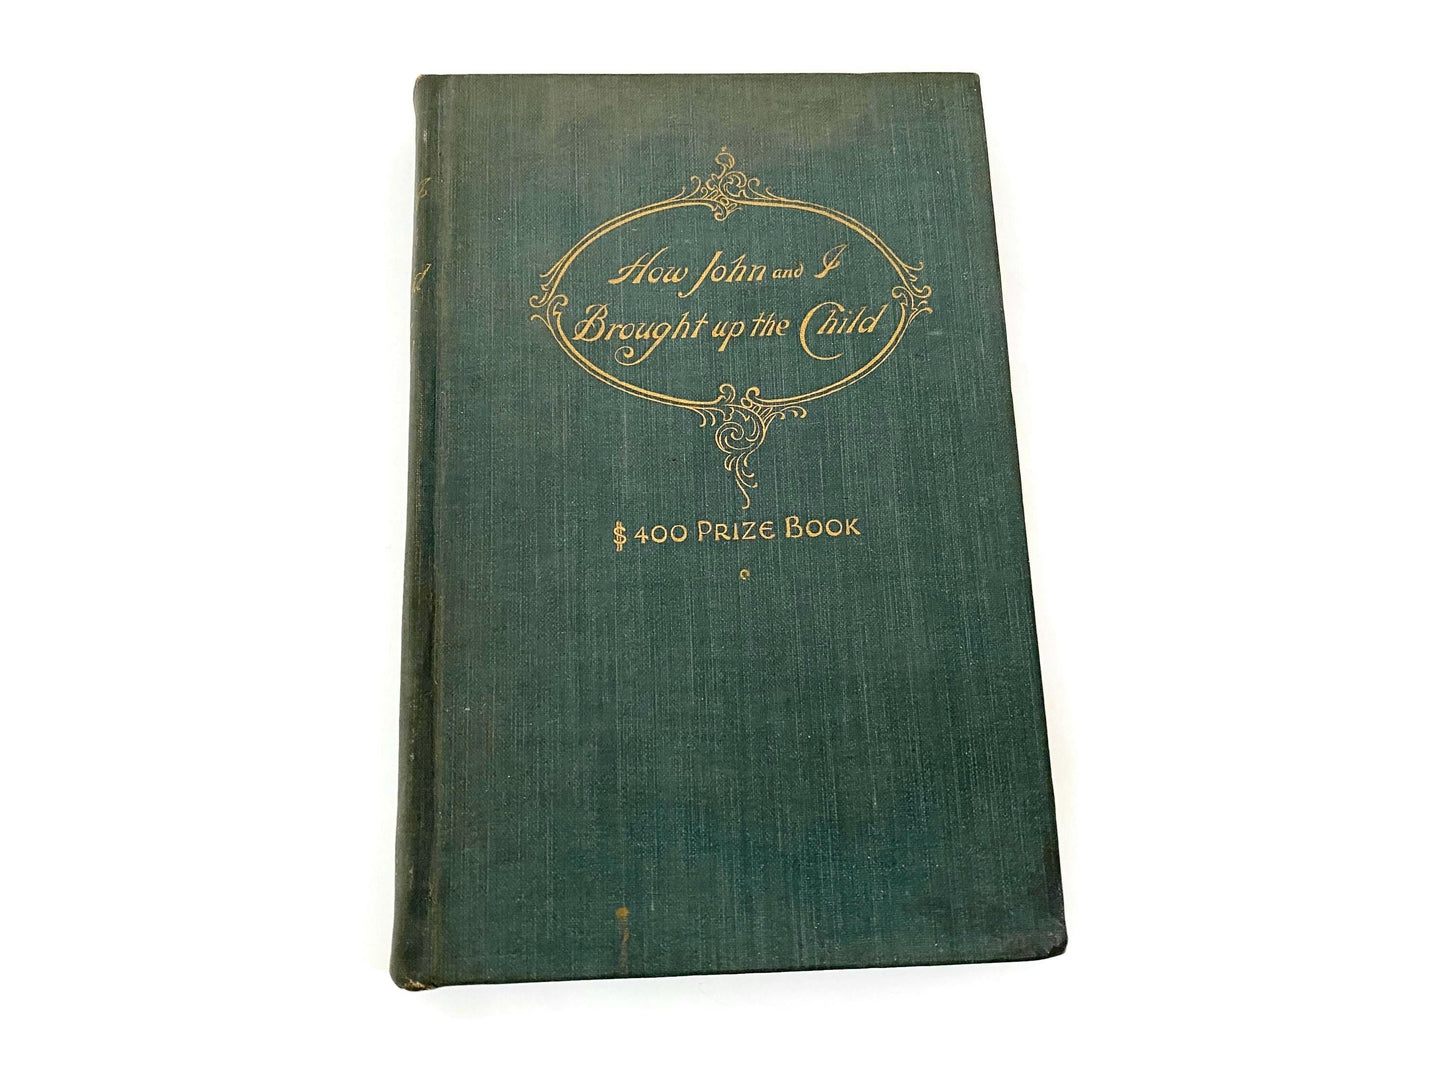 How John and I
Brought up the Child
$400 PRIZE BOOK